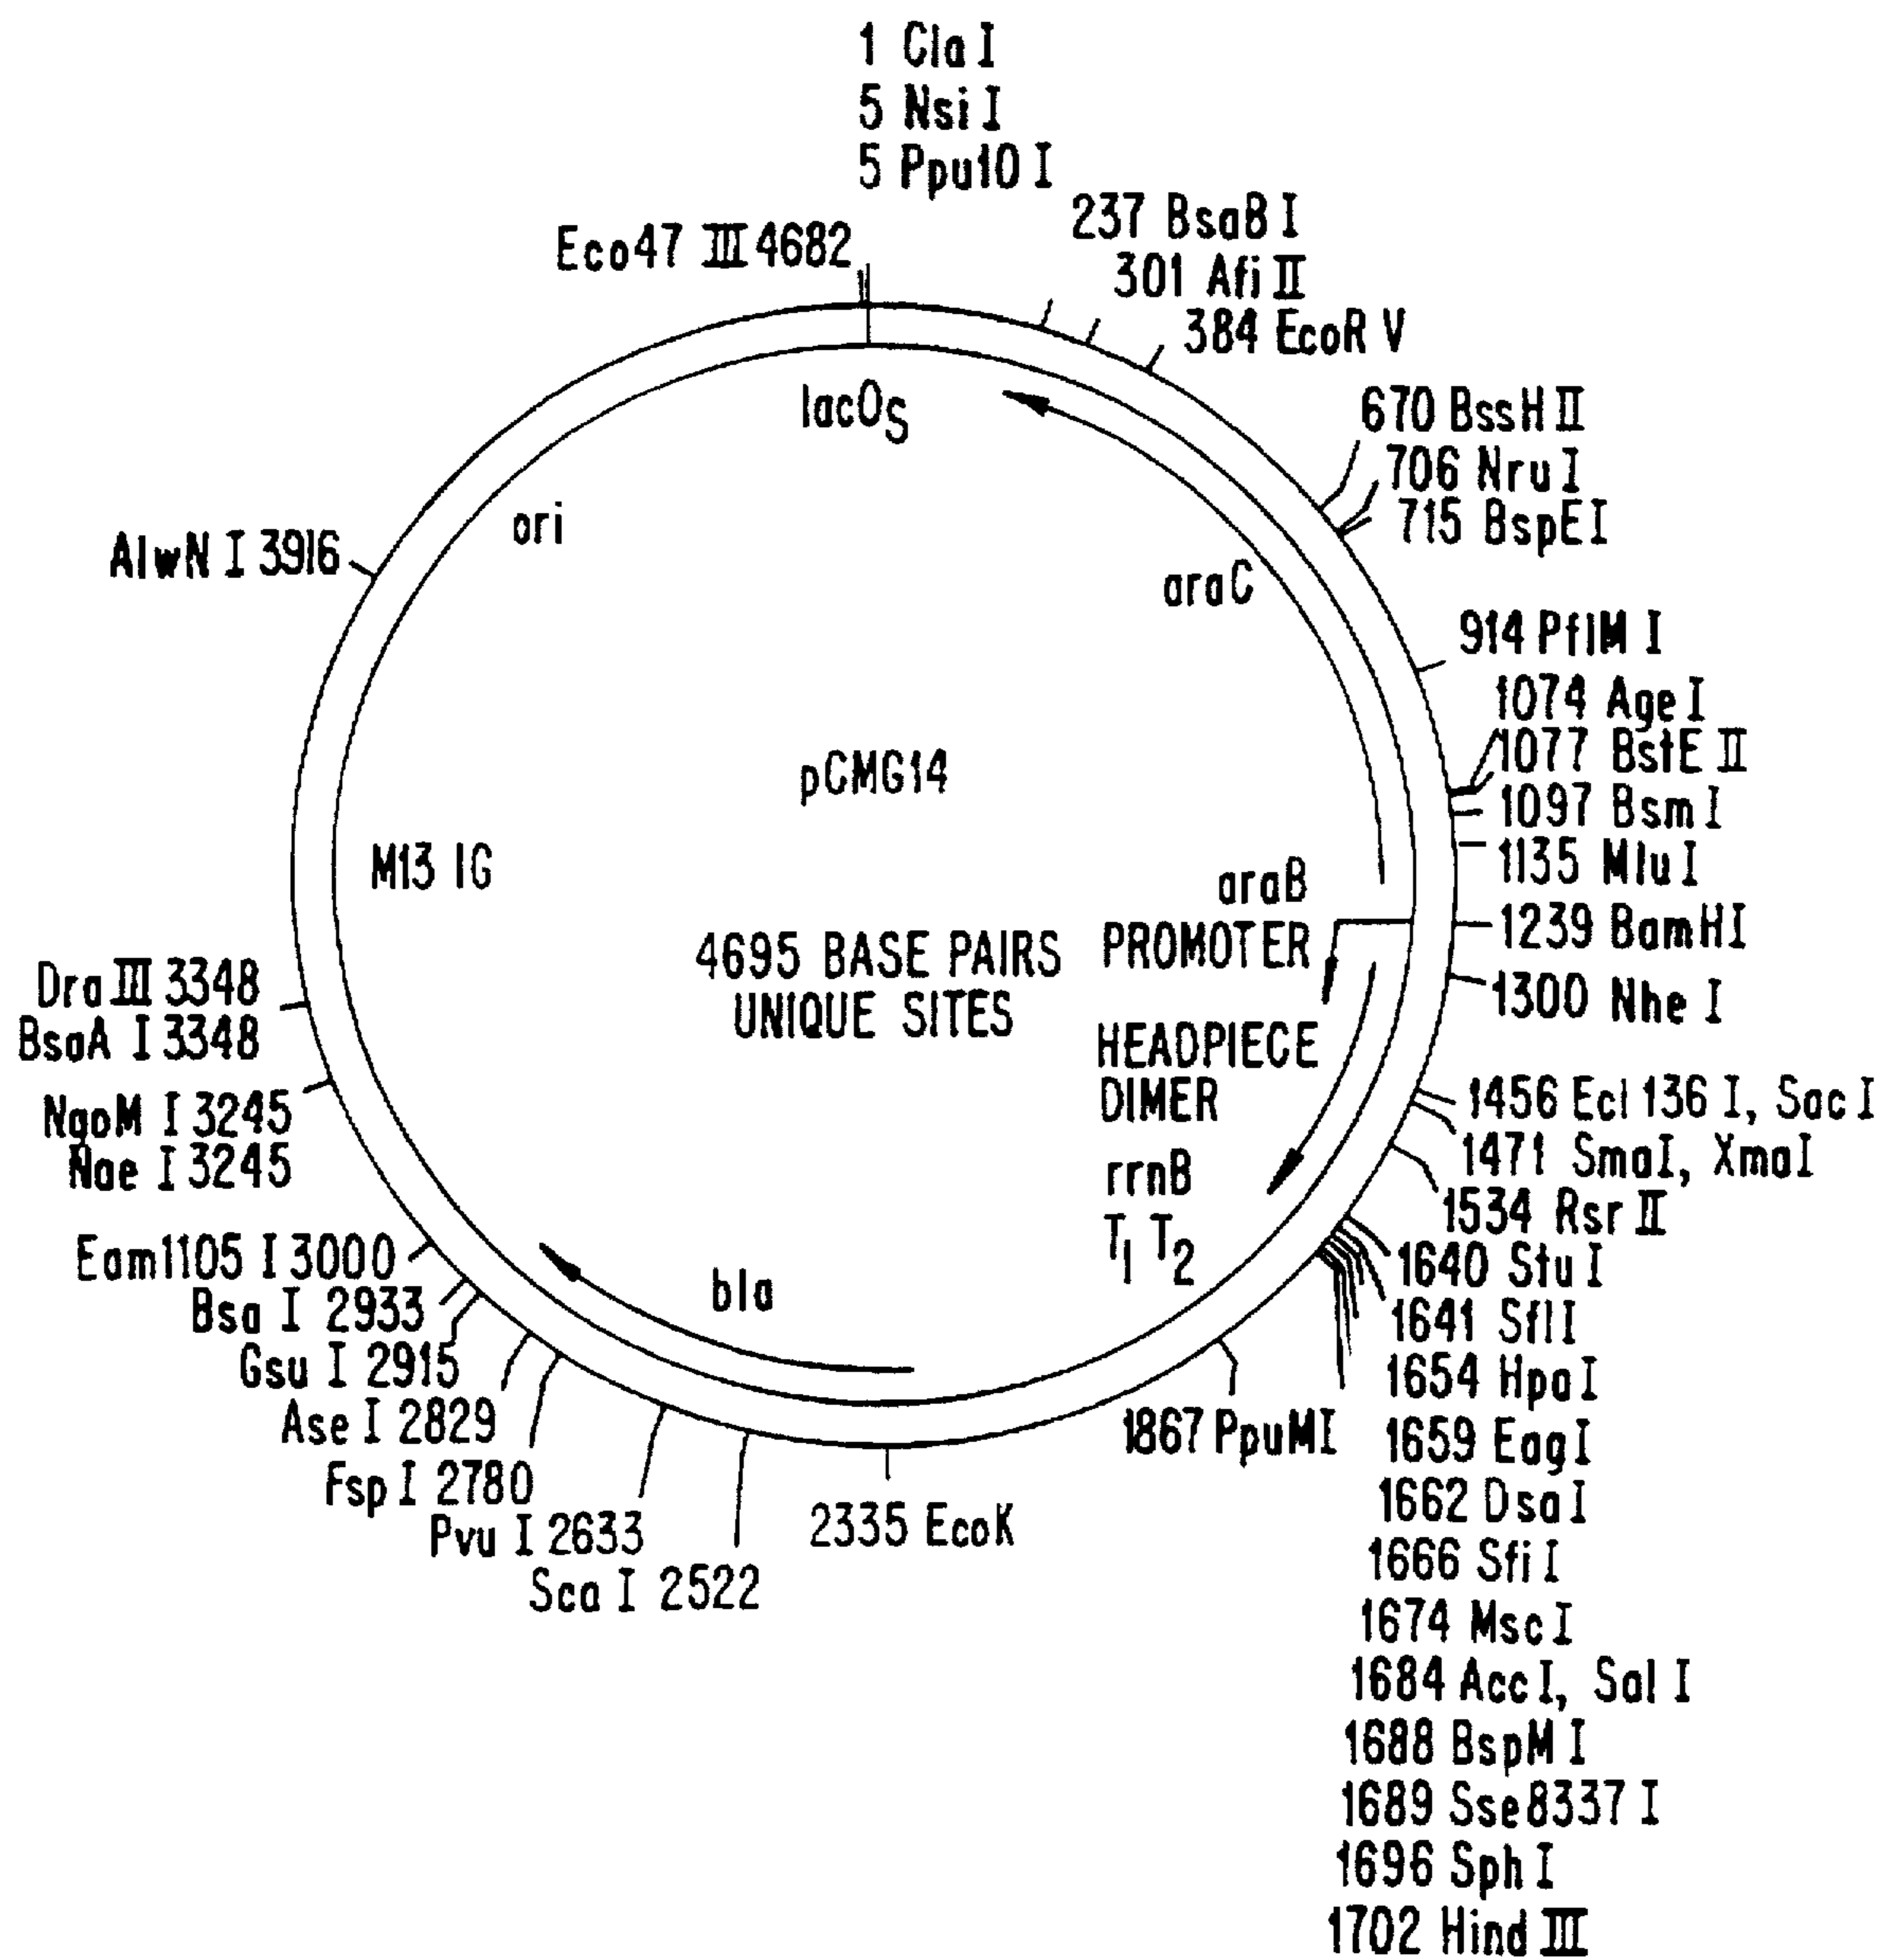 1 Cla I
5 Nsi I
5 Ppu10 I
Eco47 III 4682
237 BsaB I
301 Afi II
384 EcoR V
lacOS
670 BssH II
706 Nru I
715 BspE I
ori
AlwN I 3916
araC
914 PflM I
1074 Age I
1077 BstE II
1097 Bsm I
1135 Mlu I
pCMG14
M13 IG
araB
PROMOTER
1239 BamHI
1300 Nhe I
4695 BASE PAIRS
UNIQUE SITES
Dra III 3348
BsaA I 3348
HEADPIECE
DIMER
NgoM I 3245
Nae I 3245
1456 Ecl 136 I, Sac I
1471 SmaI, XmaI
1534 Rsr II
rrnB
T1 T2
Eam1105 I 3000
Bsa I 2933
Gsu I 2915
Ase I 2829
Fsp I 2780
Pvu I 2633
Sca I 2522
bla
2335 EcoK
1867 PpuMI
1640 Stu I
1641 SflI
1654 HpaI
1659 EagI
1662 DsaI
1666 Sfi I
1674 Msc I
1684 Acc I, Sal I
1688 BspM I
1689 Sse8337 I
1696 Sph I
1702 Hind III